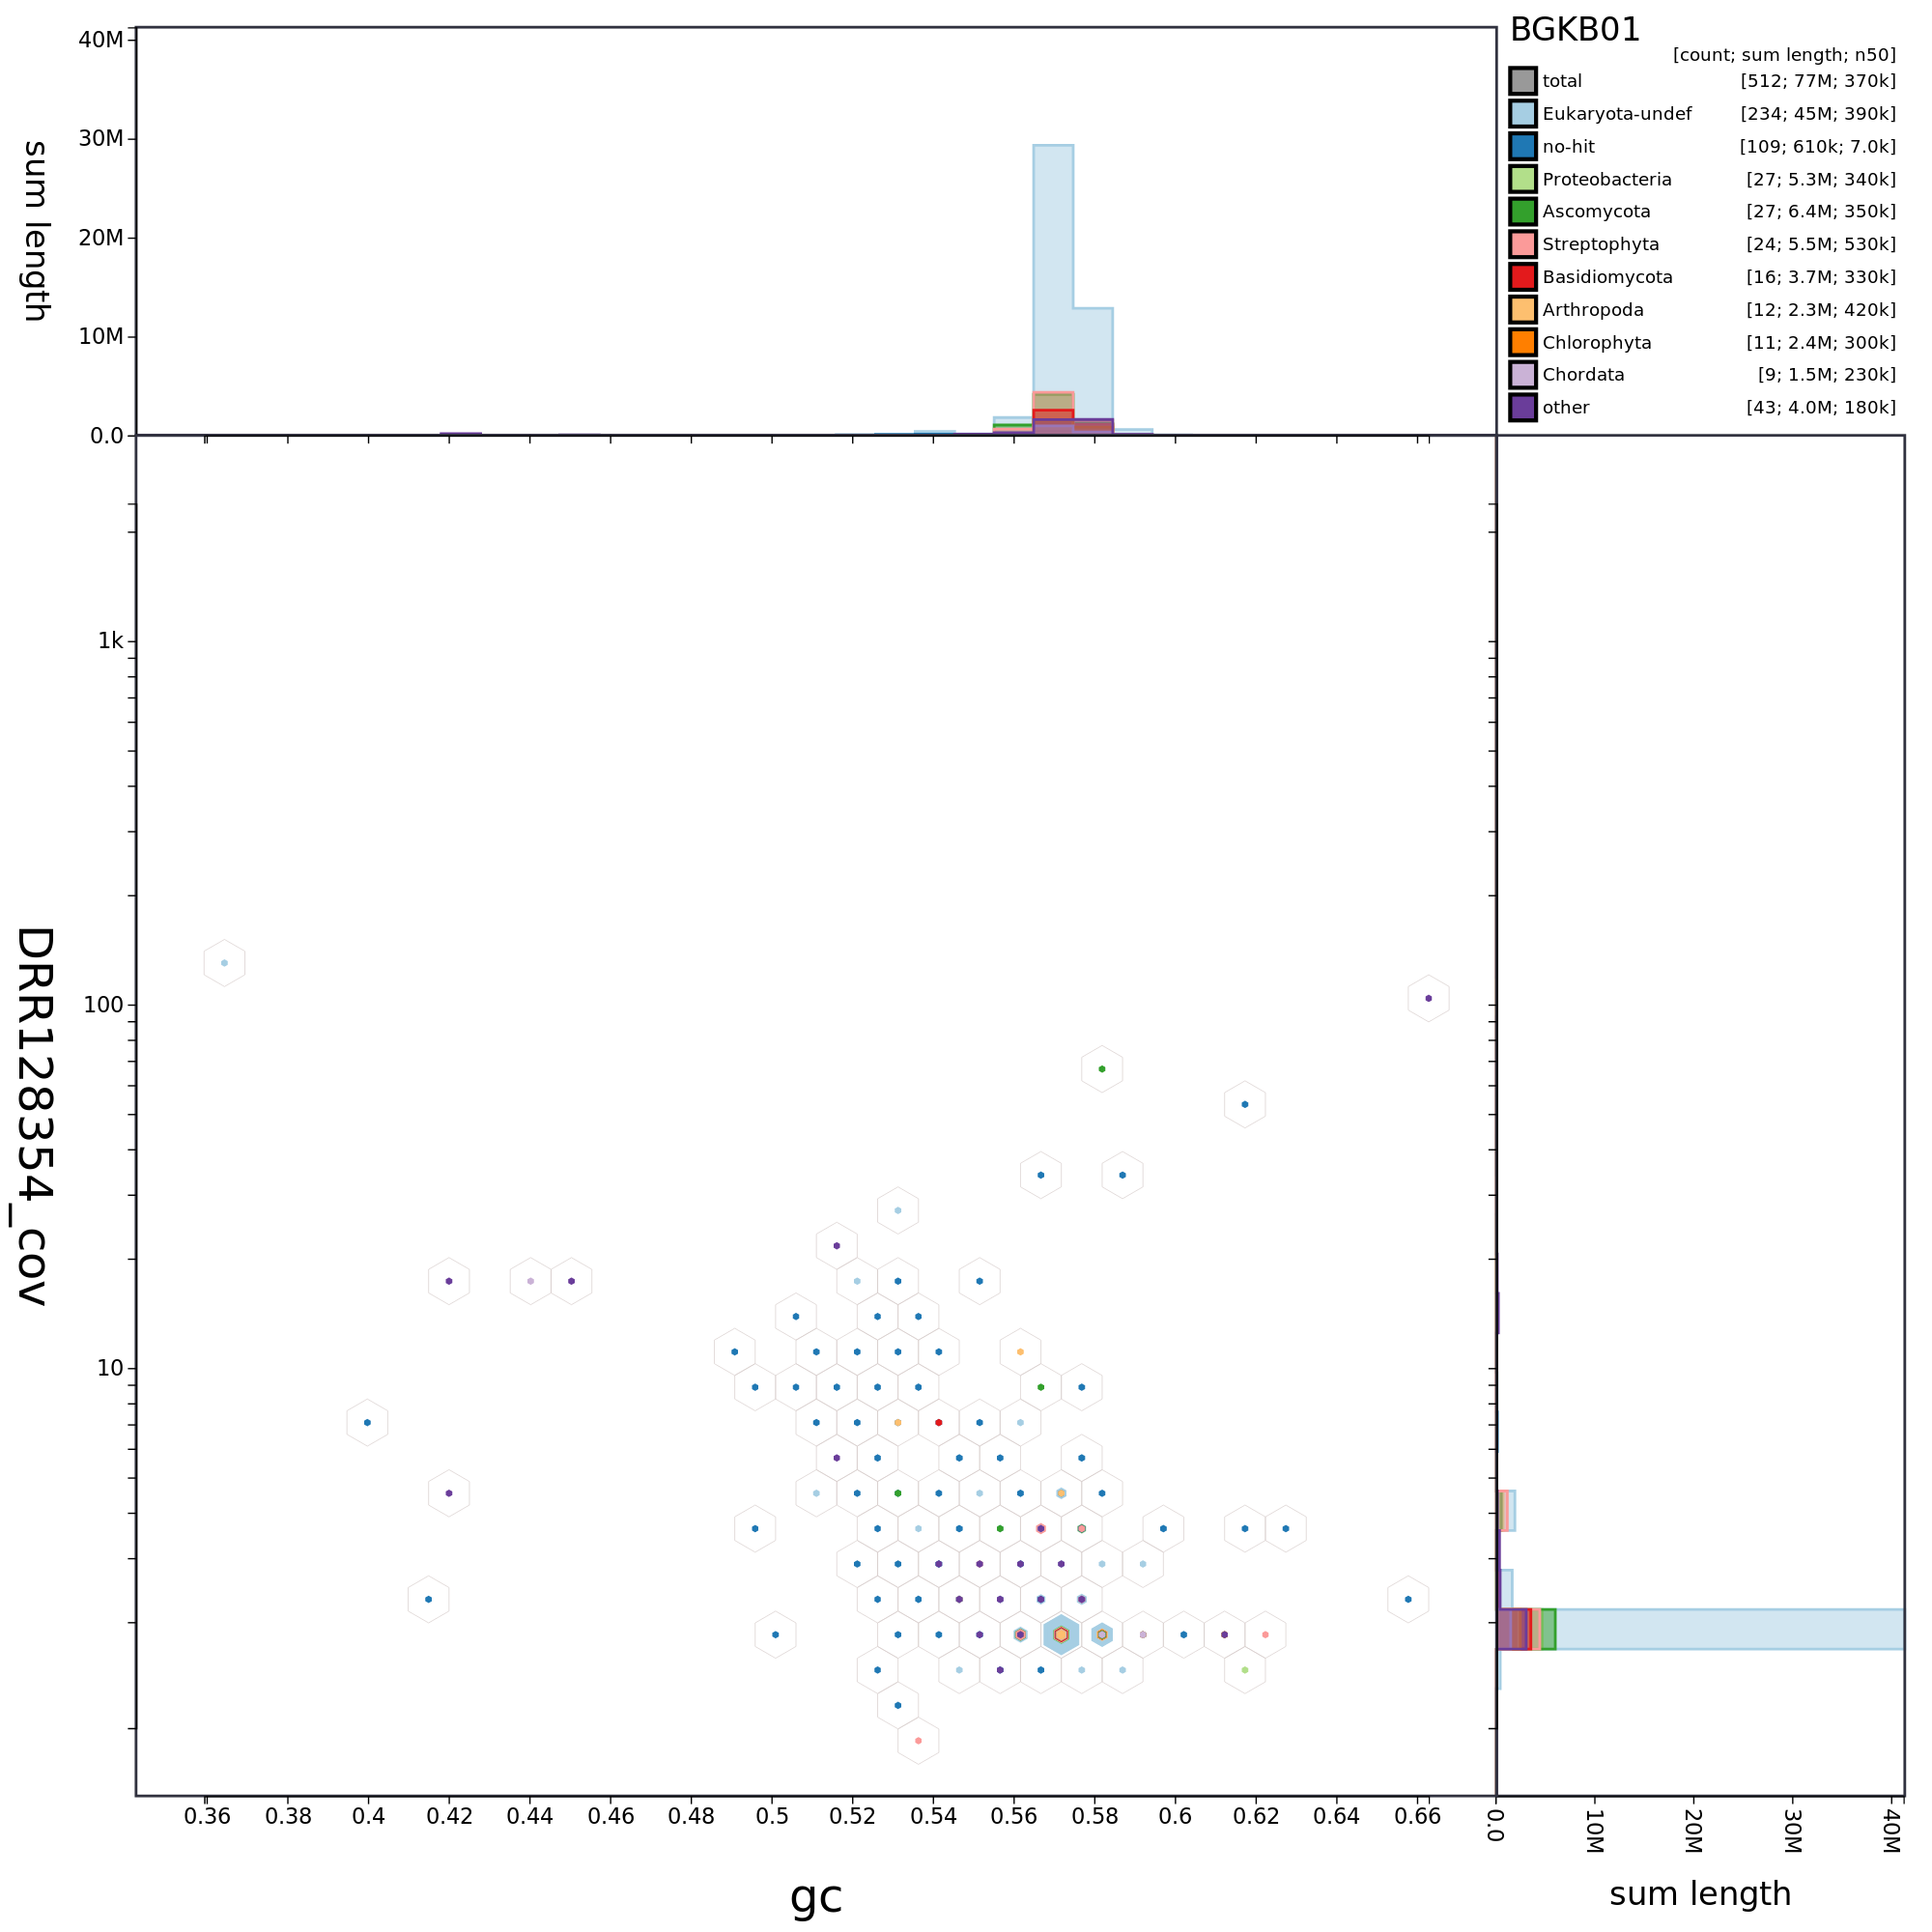 BGKB01
[count; sum length; n50]
total [512; 77M; 370k]
Eukaryota-undef [234; 45M; 390k]
no-hit [109; 610k; 7.0k]
Proteobacteria [27; 5.3M; 340k]
Ascomycota [27; 6.4M; 350k]
Streptophyta [24; 5.5M; 530k]
Basidiomycota [16; 3.7M; 330k]
Arthropoda [12; 2.3M; 420k]
Chlorophyta [11; 2.4M; 300k]
Chordata [9; 1.5M; 230k]
other [43; 4.0M; 180k]
sum length
40M
30M
20M
10M
0.0
DRR128354_cov
1k
100
10
0.36 0.38 0.4 0.42 0.44 0.46 0.48 0.5 0.52 0.54 0.56 0.58 0.6 0.62 0.64 0.66
gc
0.0 10M 20M 30M 40M
sum length